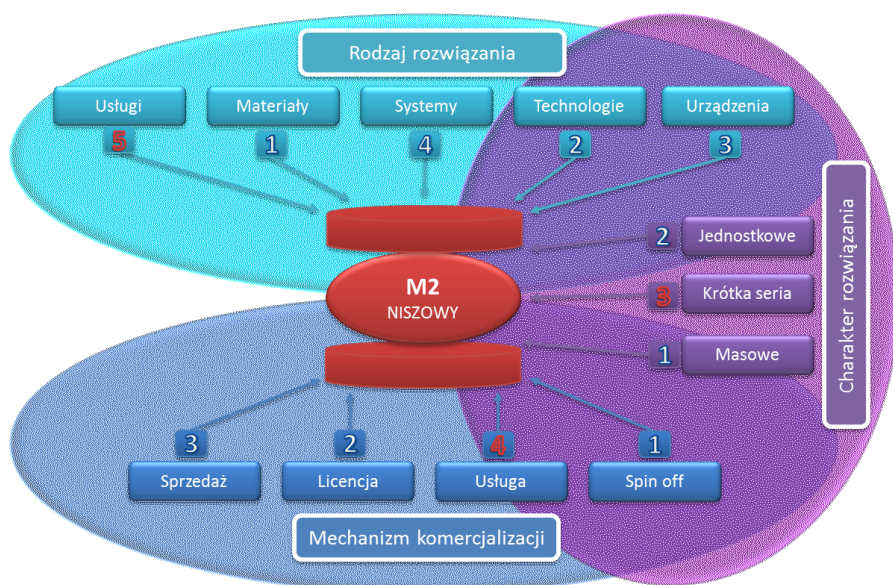 Rodzaj rozwiązania
Usługi
Materiały
Systemy
Technologie
Urządzenia
5
1
4
2
3
Charakter rozwiązania
2
Jednostkowe
M2
NISZOWY
3
Krótka seria
1
Masowe
3
2
4
1
Sprzedaż
Licencja
Usługa
Spin off
Mechanizm komercjalizacji